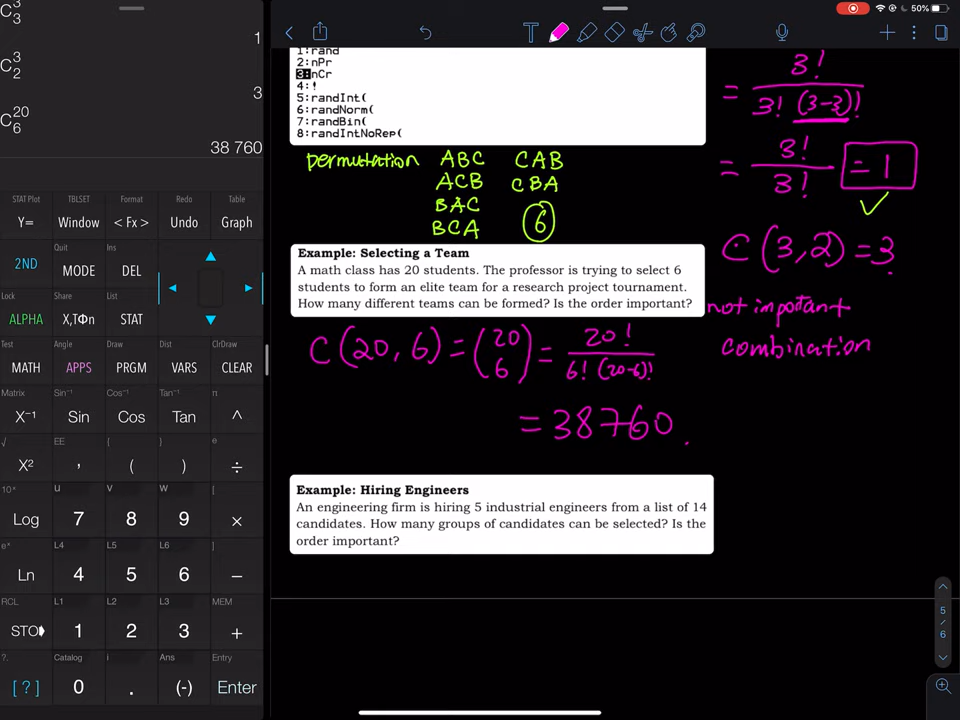 50%
C 3 3
1
C 3 2
3
C 20 6
38 760
STAT Plot TBLSET Format Redo Table
Y= Window < Fx > Undo Graph
Quit Ins
2ND MODE DEL
Lock Share List
ALPHA X,TΦn STAT
Test Angle Draw Dist ClrDraw
MATH APPS PRGM VARS CLEAR
Matrix Sin⁻¹ Cos⁻¹ Tan⁻¹ π
X⁻¹ Sin Cos Tan ^
√ EE { } e
X² , ( ) ÷
10ˣ u v w [
Log 7 8 9 ×
eˣ L4 L5 L6 ]
Ln 4 5 6 −
RCL L1 L2 L3 MEM
STO 1 2 3 +
?. Catalog i Ans Entry
[ ? ] 0 . (-) Enter
1:rand
2:nPr
3:nCr
4:!
5:randInt(
6:randNorm(
7:randBin(
8:randIntNoRep(
permutation ABC CAB
ACB CBA
BAC
BCA 6
= 3! / 3! (3-3)!
= 3! / 3! = 1 ✓
C (3,2) = 3
Example: Selecting a Team
A math class has 20 students. The professor is trying to select 6
students to form an elite team for a research project tournament.
How many different teams can be formed? Is the order important?
not important
combination
C (20, 6) = (20 6) = 20! / 6! (20-6)!
= 38760.
Example: Hiring Engineers
An engineering firm is hiring 5 industrial engineers from a list of 14
candidates. How many groups of candidates can be selected? Is the
order important?
5
/
6